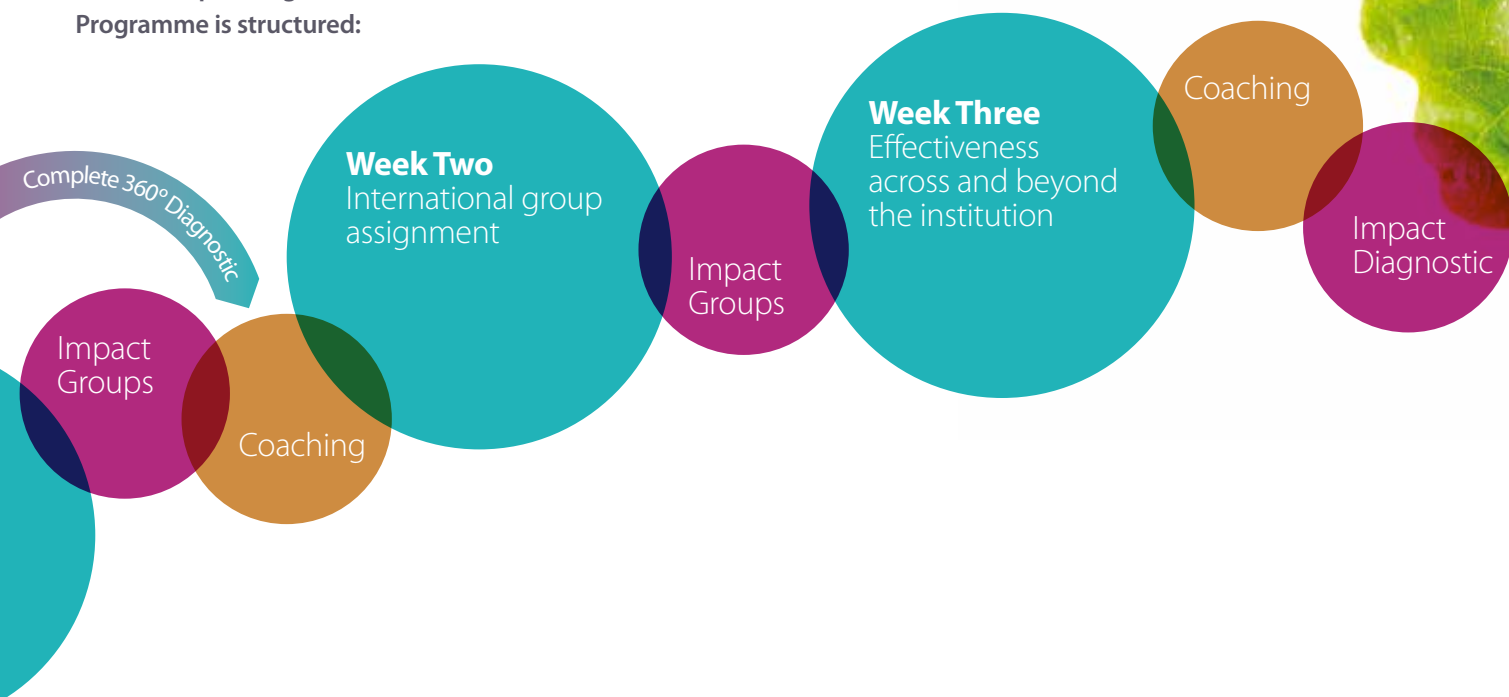 Programme is structured:
Complete 360° Diagnostic
Impact
Groups
Coaching
Week Two
International group
assignment
Impact
Groups
Week Three
Effectiveness
across and beyond
the institution
Coaching
Impact
Diagnostic